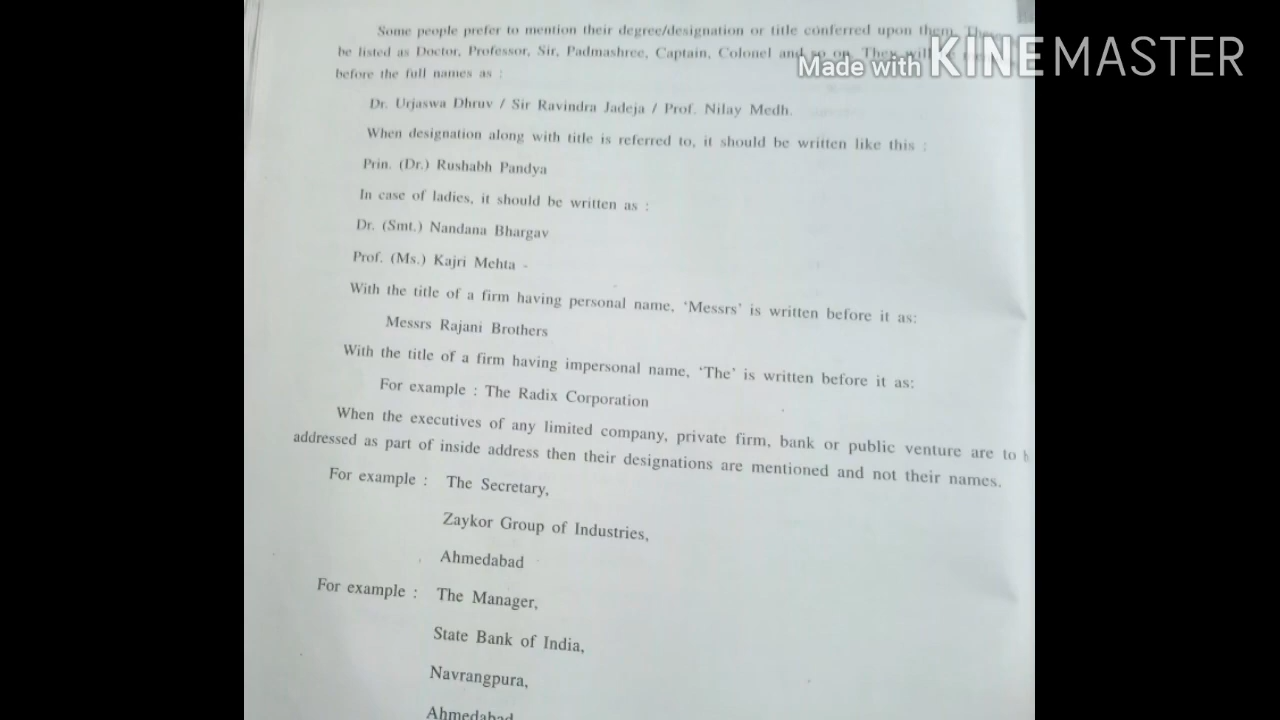 Some people prefer to mention their degree/designation or title conferred upon them. These
be listed as Doctor, Professor, Sir, Padmashree, Captain, Colonel and so on. They will
before the full names as :
Made with KINEMASTER
Dr. Urjaswa Dhruv / Sir Ravindra Jadeja / Prof. Nilay Medh.
When designation along with title is referred to, it should be written like this :
Prin. (Dr.) Rushabh Pandya
In case of ladies, it should be written as :
Dr. (Smt.) Nandana Bhargav
Prof. (Ms.) Kajri Mehta -
With the title of a firm having personal name, ‘Messrs’ is written before it as:
Messrs Rajani Brothers
With the title of a firm having impersonal name, ‘The’ is written before it as:
For example : The Radix Corporation
When the executives of any limited company, private firm, bank or public venture are to b
addressed as part of inside address then their designations are mentioned and not their names.
For example : The Secretary,
Zaykor Group of Industries,
Ahmedabad
For example : The Manager,
State Bank of India,
Navrangpura,
Ahmedabad